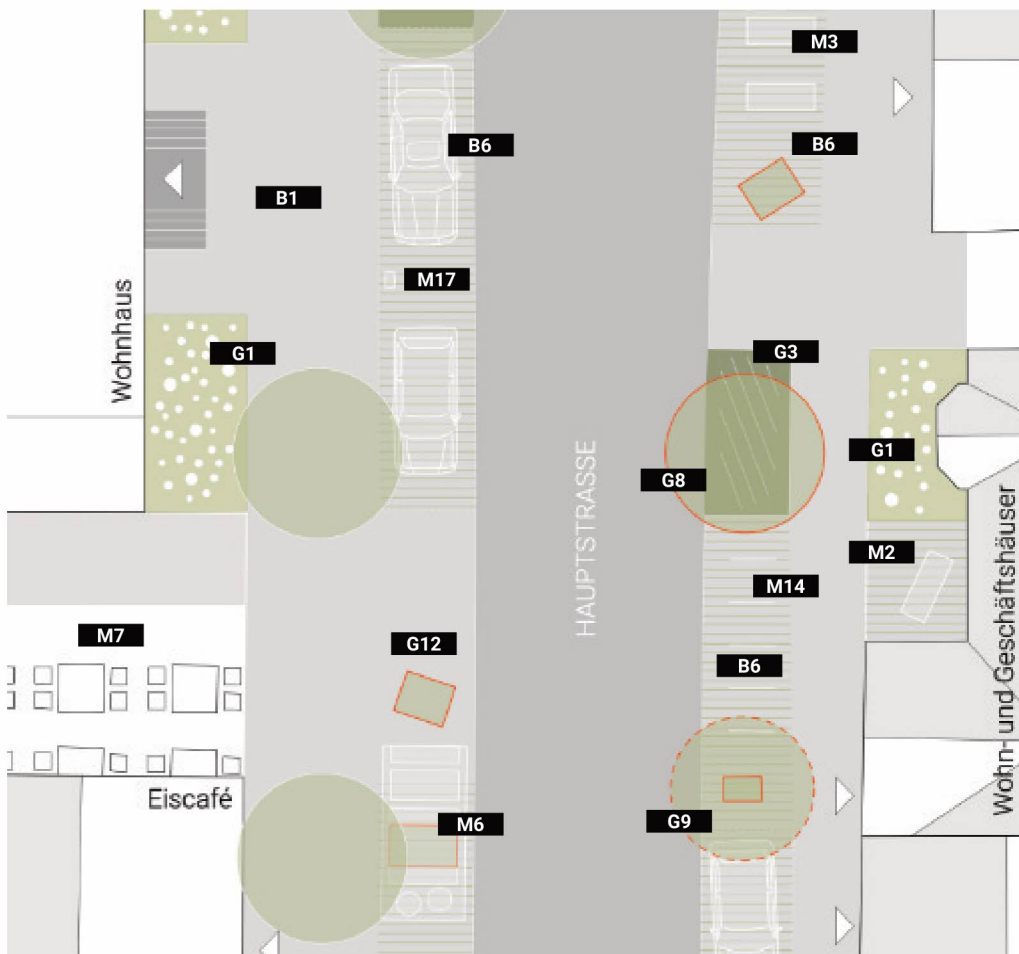 M3
B6
B6
B1
M17
Wohnhaus
G1
G3
G1
G8
HAUPTSTRASSE
M2
M14
Wohn- und Geschäftshäuser
M7
G12
B6
Eiscafé
M6
G9